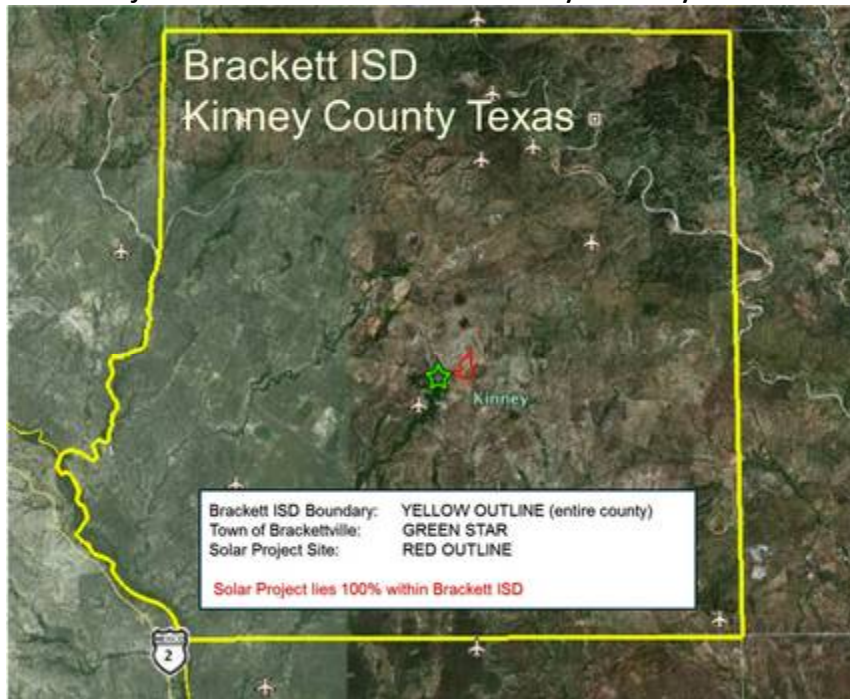 Brackett ISD
Kinney County Texas
Kinney
Brackett ISD Boundary: YELLOW OUTLINE (entire county)
Town of Brackettville: GREEN STAR
Solar Project Site: RED OUTLINE
Solar Project lies 100% within Brackett ISD
MEXICO
2